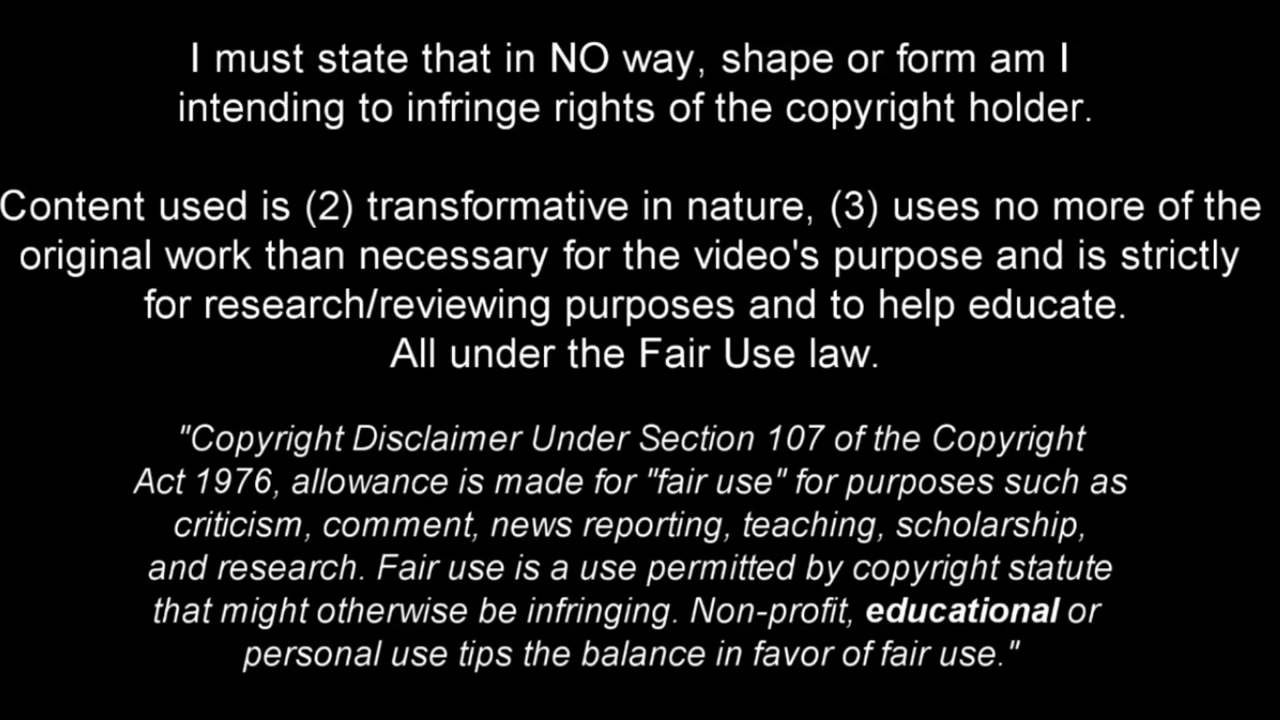 I must state that in NO way, shape or form am I
intending to infringe rights of the copyright holder.
Content used is (2) transformative in nature, (3) uses no more of the
original work than necessary for the video's purpose and is strictly
for research/reviewing purposes and to help educate.
All under the Fair Use law.
"Copyright Disclaimer Under Section 107 of the Copyright
Act 1976, allowance is made for "fair use" for purposes such as
criticism, comment, news reporting, teaching, scholarship,
and research. Fair use is a use permitted by copyright statute
that might otherwise be infringing. Non-profit, educational or
personal use tips the balance in favor of fair use."